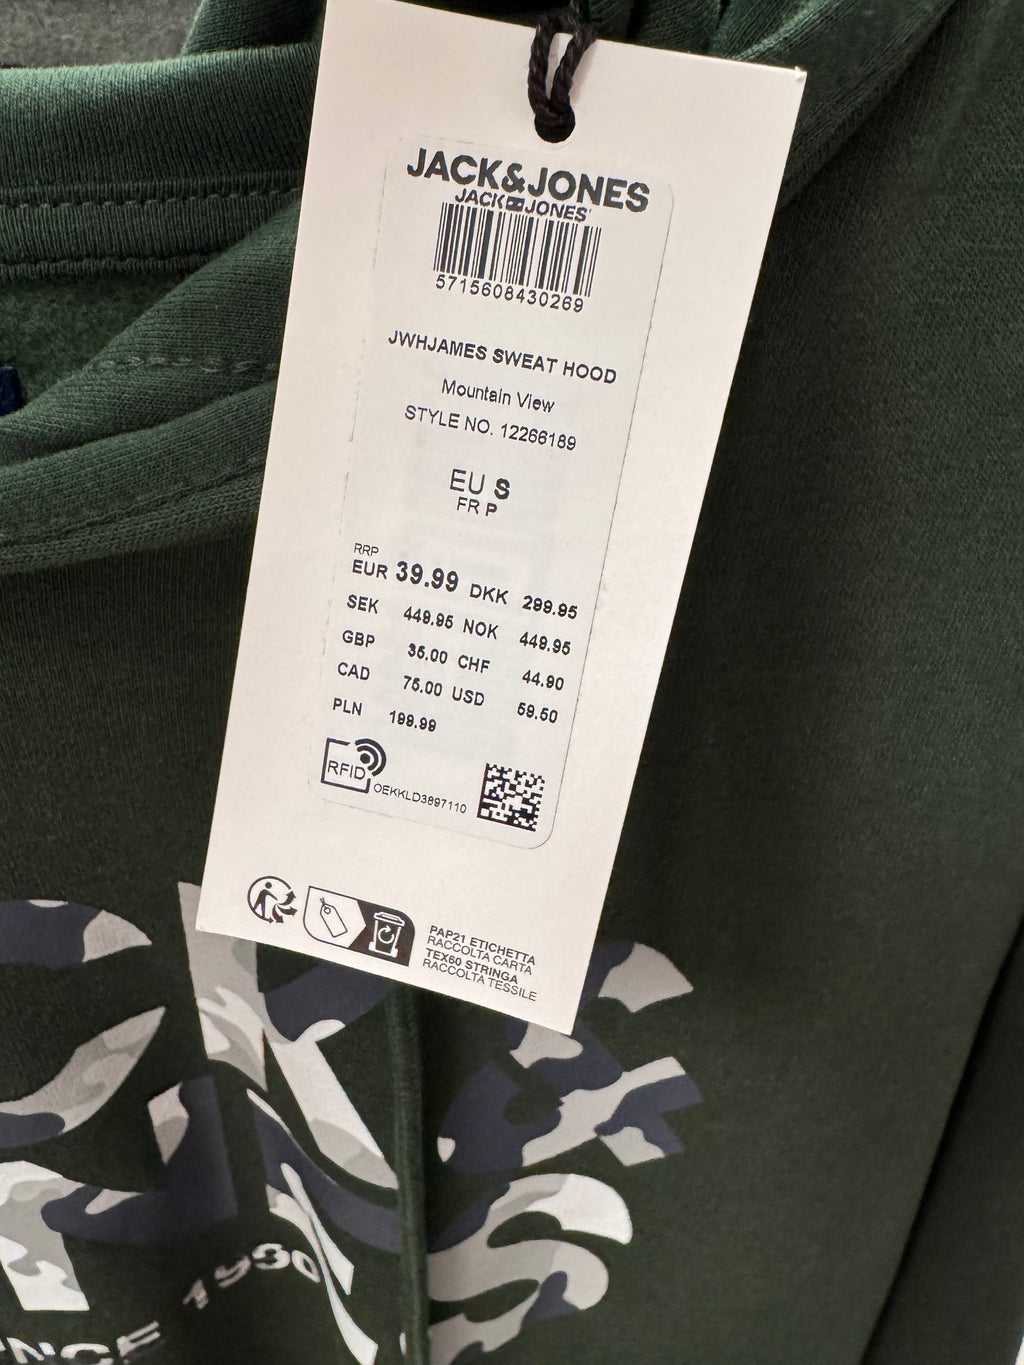 JACK&JONES
JACK JONES
5715608430269
JWHJAMES SWEAT HOOD
Mountain View
STYLE NO. 12266189
EU S
FR P
RRP
EUR 39.99 DKK 299.95
SEK 449.95 NOK 449.95
GBP 35.00 CHF 44.90
CAD 75.00 USD 59.50
PLN 199.99
RFID
OEKKLD3897110
PAP21 ETICHETTA
RACCOLTA CARTA
TEX60 STRINGA
RACCOLTA TESSILE
1990